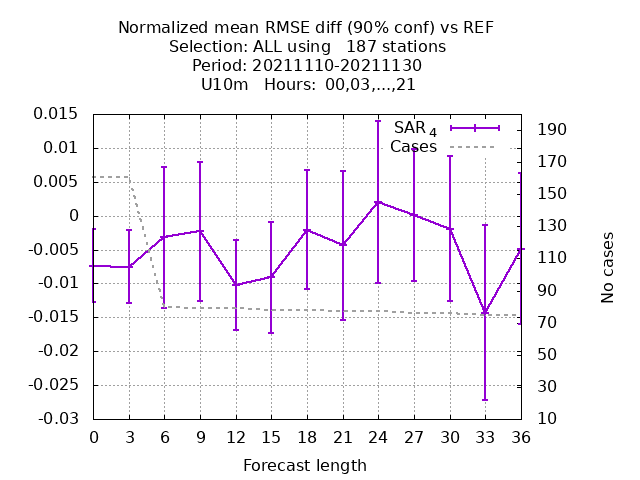 Normalized mean RMSE diff (90% conf) vs REF
Selection: ALL using 187 stations
Period: 20211110-20211130
U10m Hours: 00,03,...,21
0.015
0.01
0.005
0
-0.005
-0.01
-0.015
-0.02
-0.025
-0.03
SAR4
Cases
190
170
150
130
110
90
70
50
30
10
No cases
0 3 6 9 12 15 18 21 24 27 30 33 36
Forecast length